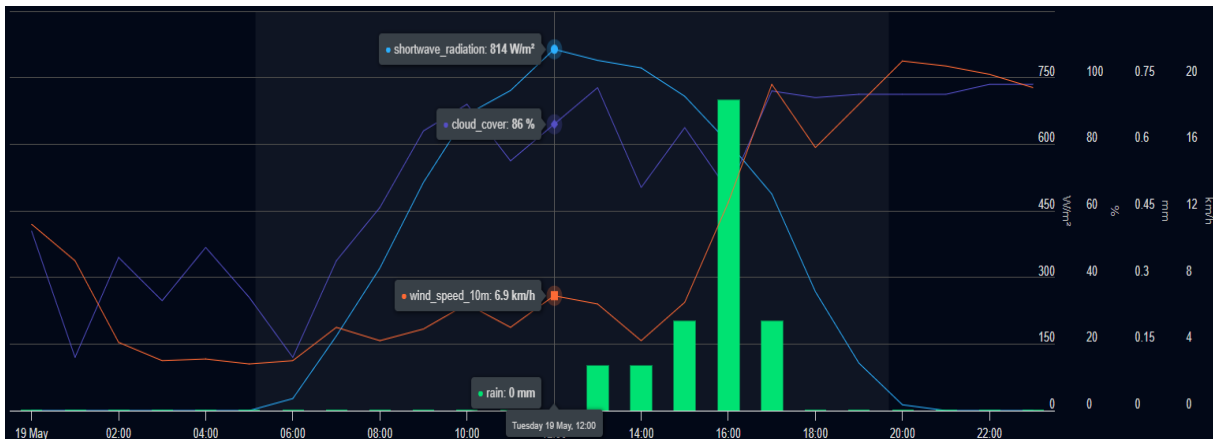 shortwave_radiation: 814 W/m²
cloud_cover: 86 %
wind_speed_10m: 6.9 km/h
rain: 0 mm
Tuesday 19 May, 12:00
750 100 0.75 20
600 80 0.6 16
450 60 0.45 12
W/m² % mm km/h
300 40 0.3 8
150 20 0.15 4
0 0 0 0
19 May 02:00 04:00 06:00 08:00 10:00 12:00 14:00 16:00 18:00 20:00 22:00